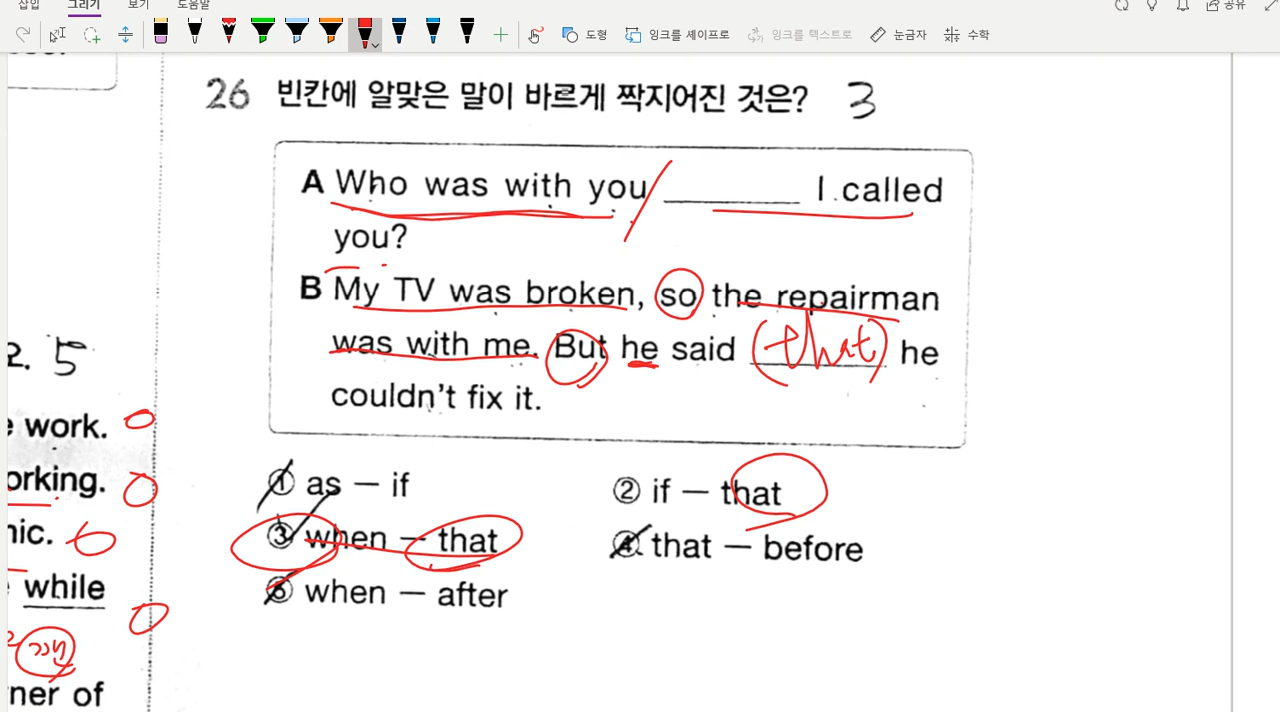 삽입 그리기 보기 도움말 공유
도형 잉크를 셰이프로 잉크를 텍스트로 눈금자 수학
26 빈칸에 알맞은 말이 바르게 짝지어진 것은? 3
A Who was with you / ________ I called
you?
B My TV was broken, so the repairman
was with me. But he said (that) he
couldn't fix it.
① as – if ② if – that
③ when – that ④ that – before
⑤ when – after
2. 5
work.
orking.
nic.
while
ner of